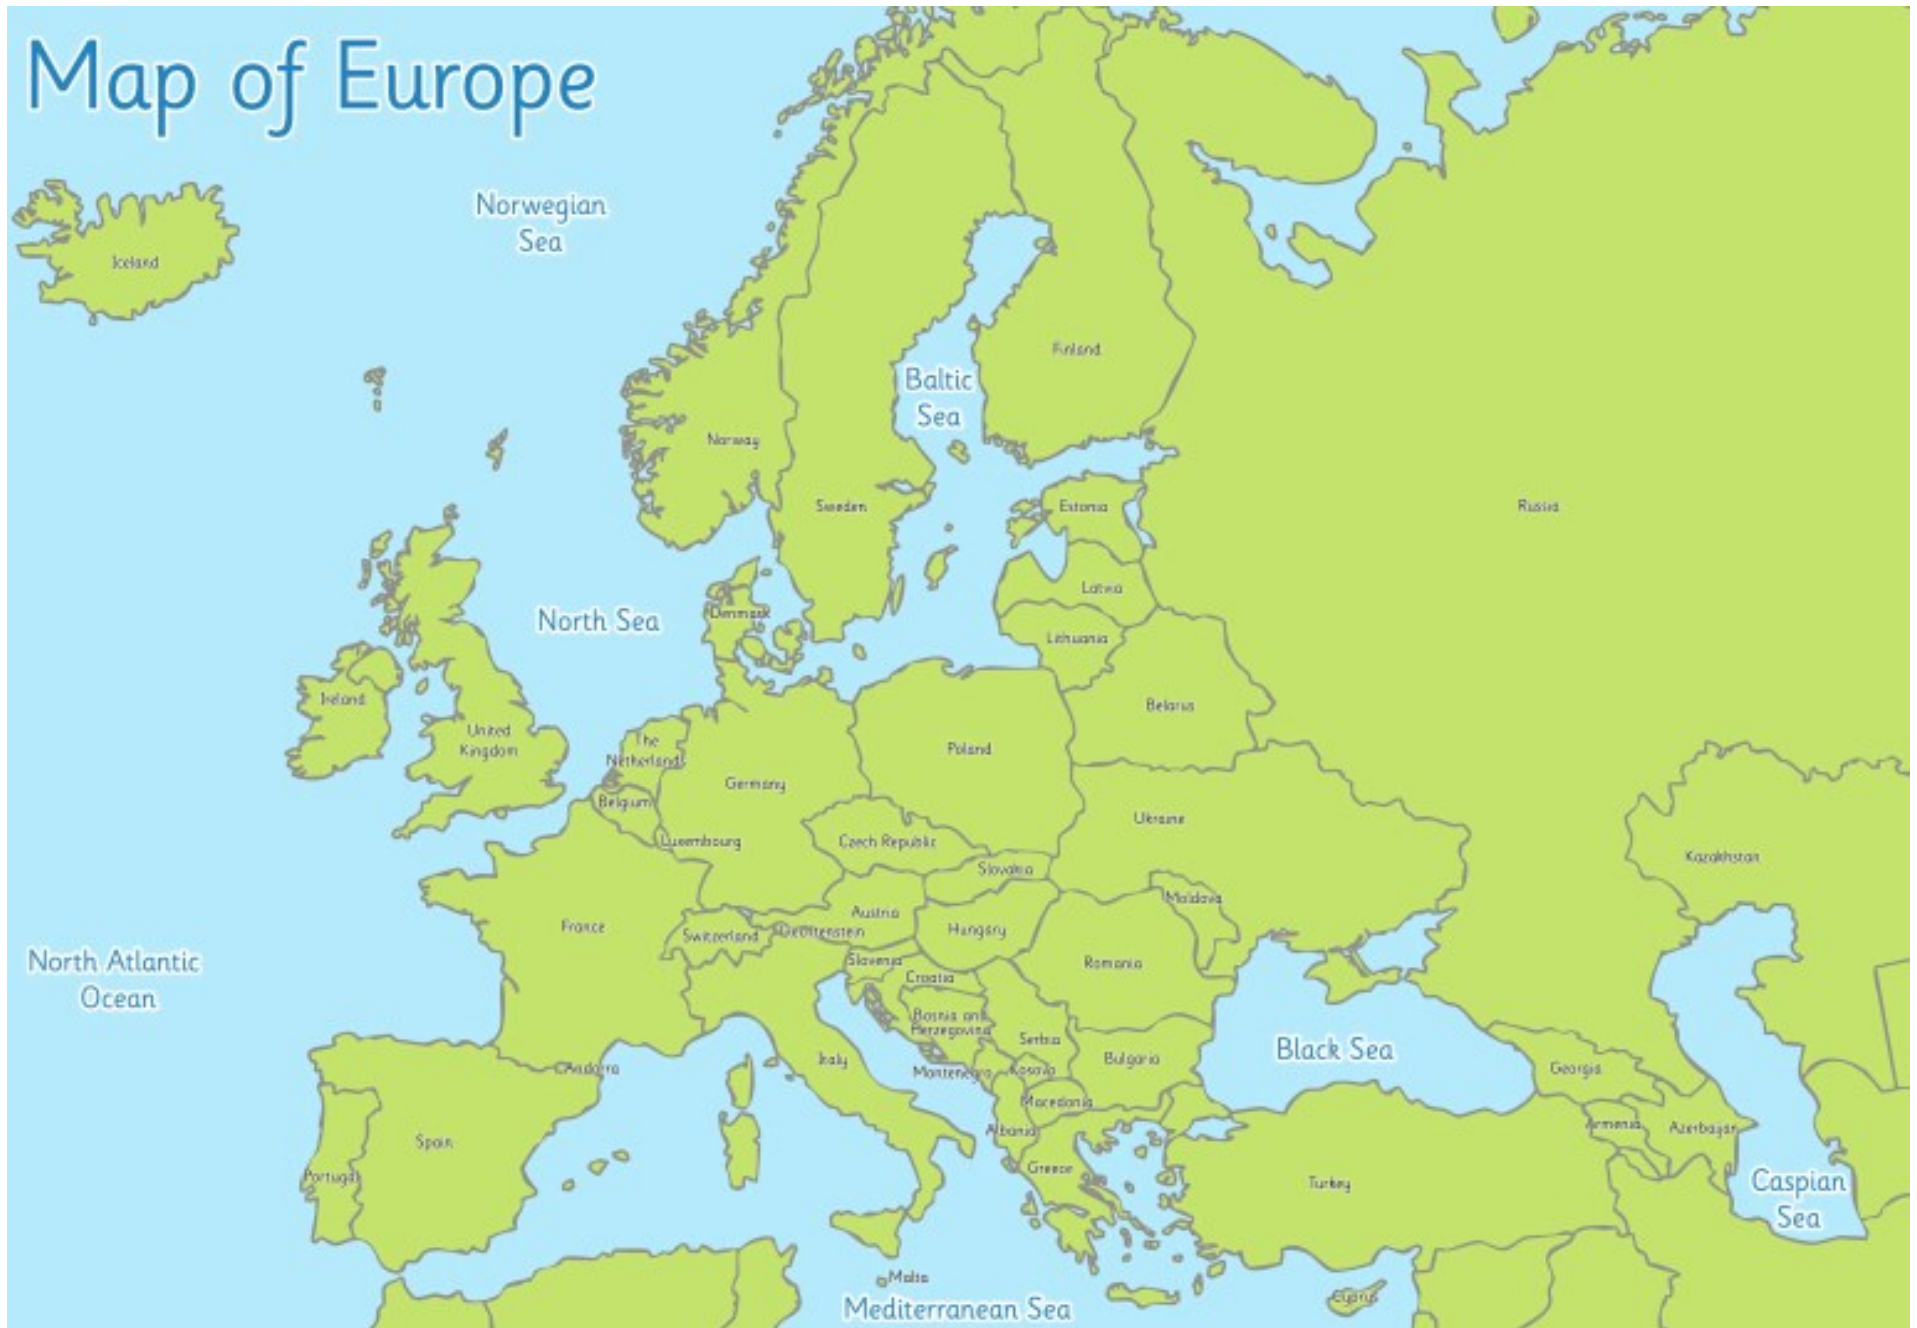 Map of Europe
Norwegian
Sea
Iceland
Finland
Baltic
Sea
Norway
Sweden
Estonia
Russia
Latvia
North Sea
Denmark
Lithuania
Ireland
United
Kingdom
Belarus
The
Netherlands
Poland
Germany
Belgium
Ukraine
Luxembourg
Czech Republic
Kazakhstan
Slovakia
Moldova
Austria
France
Switzerland
Liechtenstein
Hungary
North Atlantic
Ocean
Slovenia
Croatia
Romania
Bosnia and
Herzegovina
Serbia
Black Sea
Italy
Bulgaria
Andorra
Montenegro
Kosovo
Georgia
Macedonia
Albania
Armenia
Azerbaijan
Spain
Portugal
Greece
Turkey
Caspian
Sea
Malta
Mediterranean Sea
Cyprus